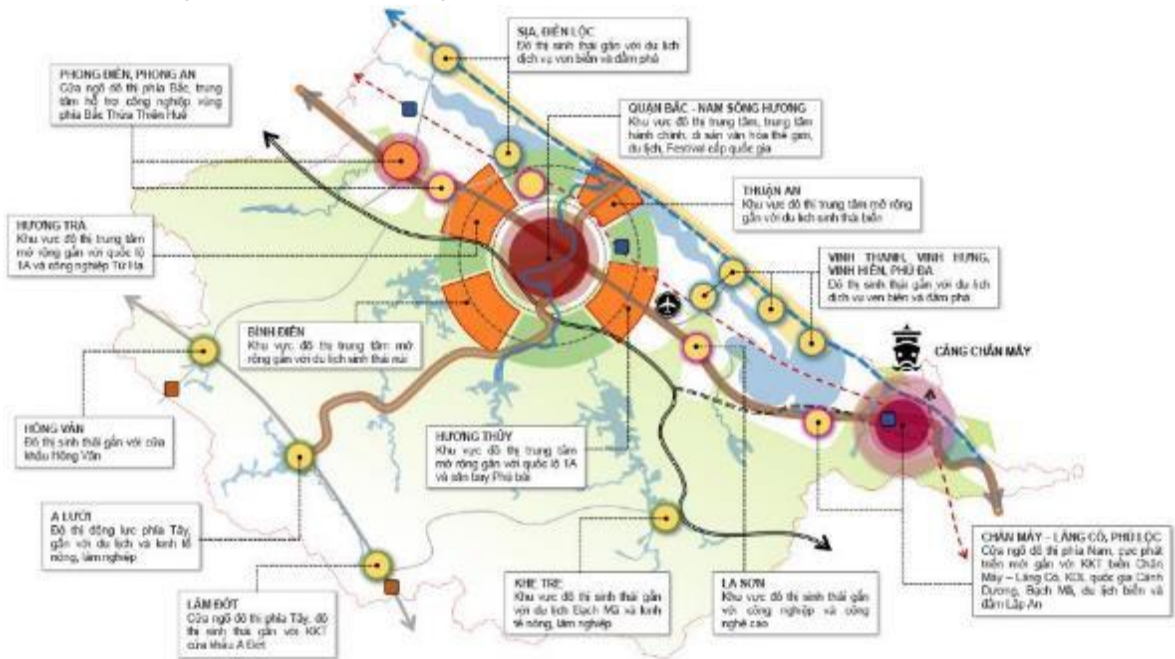 SỊA, ĐIỀN LỘC
Đô thị sinh thái gắn với du lịch
dịch vụ ven biển và đầm phá
PHONG ĐIỀN, PHONG AN
Cửa ngõ đô thị phía Bắc, trung
tâm hỗ trợ công nghiệp vùng
phía Bắc Thừa Thiên Huế
QUẬN BẮC - NAM SÔNG HƯƠNG
Khu vực đô thị trung tâm, trung tâm
hành chính, di sản văn hóa thế giới,
du lịch, Festival cấp quốc gia
THUẬN AN
Khu vực đô thị trung tâm mở rộng
gắn với du lịch sinh thái biển
HƯƠNG TRÀ
Khu vực đô thị trung tâm
mở rộng gắn với quốc lộ
1A và công nghiệp Tứ Hạ
VINH THANH, VINH HƯNG,
VINH HIỀN, PHÚ ĐA
Đô thị sinh thái gắn với du lịch
dịch vụ ven biển và đầm phá
BÌNH ĐIỀN
Khu vực đô thị trung tâm mở
rộng gắn với du lịch sinh thái núi
CẢNG CHÂN MÂY
HỒNG VÂN
Đô thị sinh thái gắn với cửa
khẩu Hồng Vân
HƯƠNG THỦY
Khu vực đô thị trung tâm
mở rộng gắn với quốc lộ 1A
và sân bay Phú bài
A LƯỚI
Đô thị động lực phía Tây,
gắn với du lịch và kinh tế
nông, lâm nghiệp
CHÂN MÂY – LĂNG CÔ, PHÚ LỘC
Cửa ngõ đô thị phía Nam, cực phát
triển mới gắn với KKT biển Chân
Mây – Lăng Cô, KDL quốc gia Cảnh
Dương, Bạch Mã, du lịch biển và
đầm Lập An
KHE TRE
Khu vực đô thị sinh thái gắn
với du lịch Bạch Mã và kinh
tế nông, lâm nghiệp
LA SƠN
Khu vực đô thị sinh thái gắn
với công nghiệp và công
nghệ cao
LÂM ĐỚT
Cửa ngõ đô thị phía Tây, đô
thị sinh thái gắn với KKT
cửa khẩu A Đớt